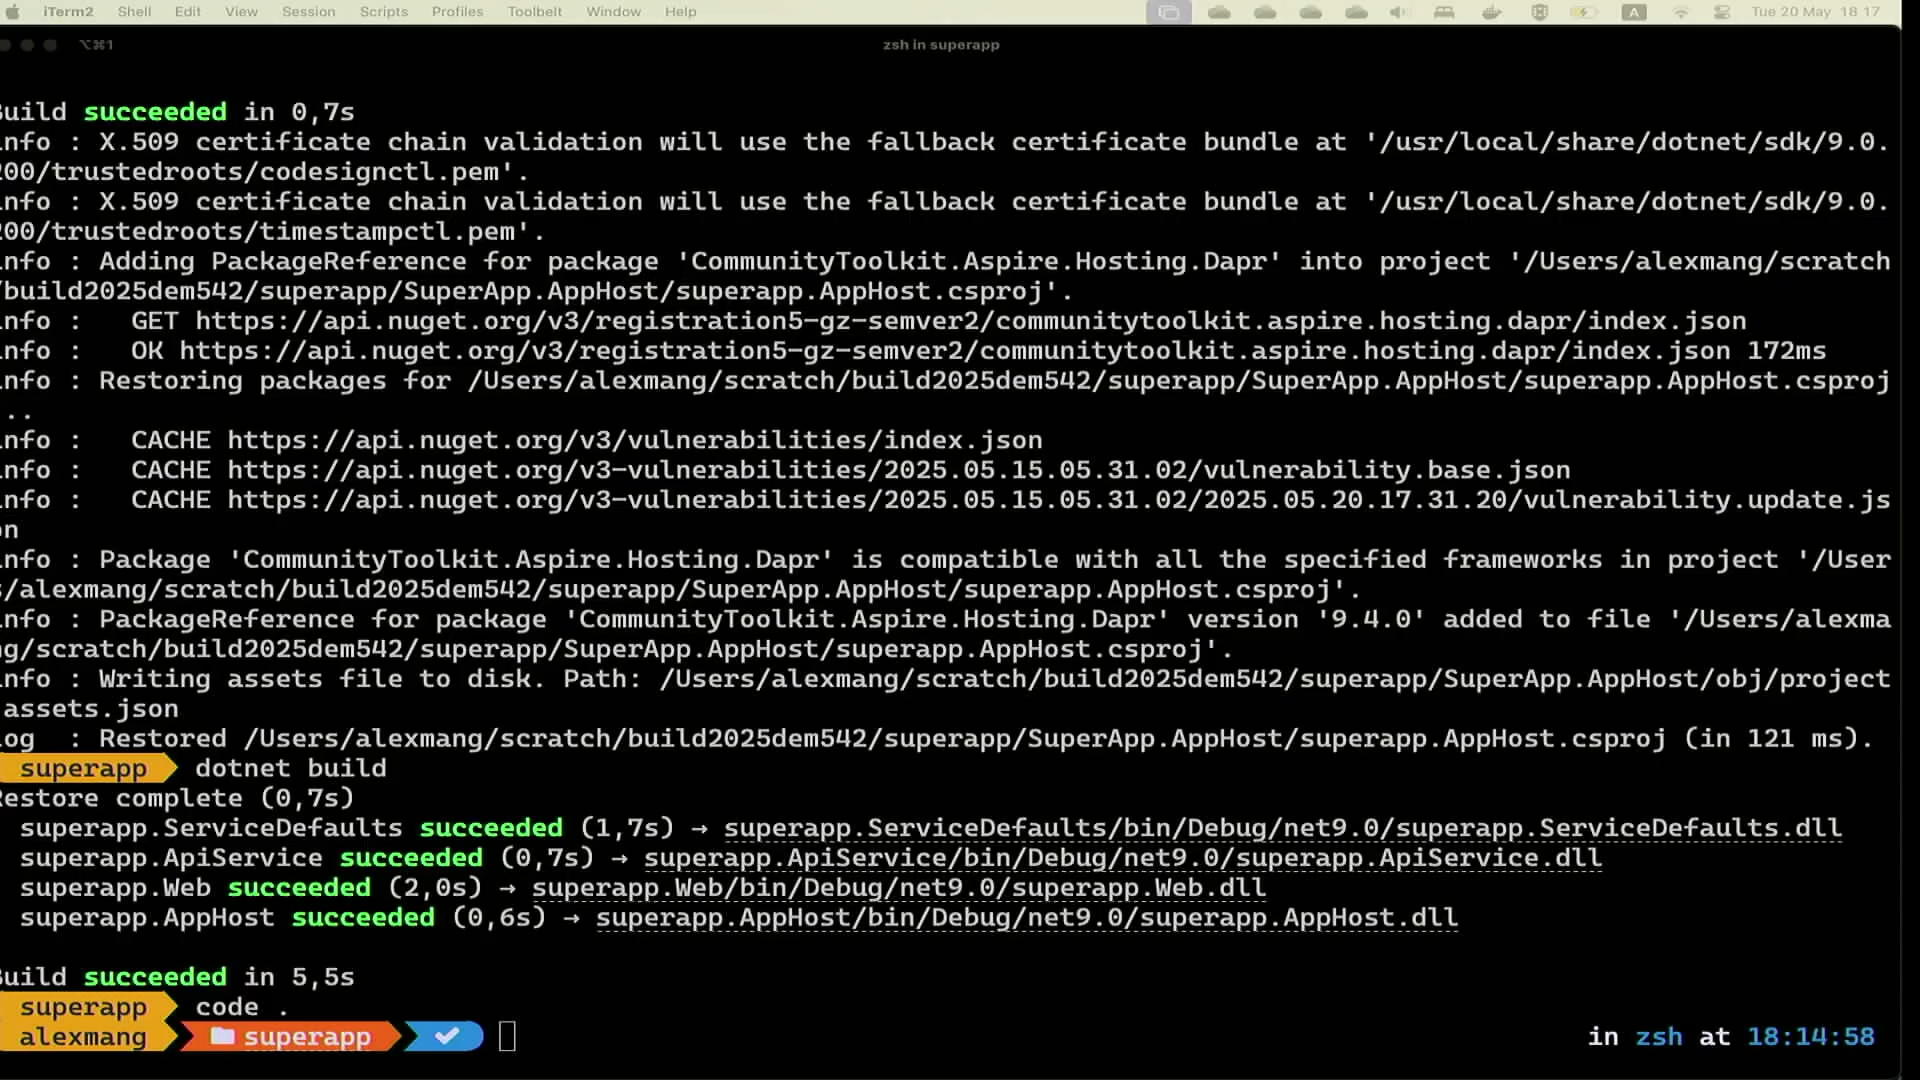 iTerm2 Shell Edit View Session Scripts Profiles Toolbelt Window Help A Tue 20 May 18 17
⌥⌘1 zsh in superapp
Build succeeded in 0,7s
info : X.509 certificate chain validation will use the fallback certificate bundle at '/usr/local/share/dotnet/sdk/9.0.
200/trustedroots/codesignctl.pem'.
info : X.509 certificate chain validation will use the fallback certificate bundle at '/usr/local/share/dotnet/sdk/9.0.
200/trustedroots/timestampctl.pem'.
info : Adding PackageReference for package 'CommunityToolkit.Aspire.Hosting.Dapr' into project '/Users/alexmang/scratch
/build2025dem542/superapp/SuperApp.AppHost/superapp.AppHost.csproj'.
info :   GET https://api.nuget.org/v3/registration5-gz-semver2/communitytoolkit.aspire.hosting.dapr/index.json
info :   OK https://api.nuget.org/v3/registration5-gz-semver2/communitytoolkit.aspire.hosting.dapr/index.json 172ms
info : Restoring packages for /Users/alexmang/scratch/build2025dem542/superapp/SuperApp.AppHost/superapp.AppHost.csproj
...
info :   CACHE https://api.nuget.org/v3/vulnerabilities/index.json
info :   CACHE https://api.nuget.org/v3-vulnerabilities/2025.05.15.05.31.02/vulnerability.base.json
info :   CACHE https://api.nuget.org/v3-vulnerabilities/2025.05.15.05.31.02/2025.05.20.17.31.20/vulnerability.update.js
on
info : Package 'CommunityToolkit.Aspire.Hosting.Dapr' is compatible with all the specified frameworks in project '/User
s/alexmang/scratch/build2025dem542/superapp/SuperApp.AppHost/superapp.AppHost.csproj'.
info : PackageReference for package 'CommunityToolkit.Aspire.Hosting.Dapr' version '9.4.0' added to file '/Users/alexma
ng/scratch/build2025dem542/superapp/SuperApp.AppHost/superapp.AppHost.csproj'.
info : Writing assets file to disk. Path: /Users/alexmang/scratch/build2025dem542/superapp/SuperApp.AppHost/obj/project
.assets.json
log  : Restored /Users/alexmang/scratch/build2025dem542/superapp/SuperApp.AppHost/superapp.AppHost.csproj (in 121 ms).
superapp dotnet build
Restore complete (0,7s)
superapp.ServiceDefaults succeeded (1,7s) → superapp.ServiceDefaults/bin/Debug/net9.0/superapp.ServiceDefaults.dll
superapp.ApiService succeeded (0,7s) → superapp.ApiService/bin/Debug/net9.0/superapp.ApiService.dll
superapp.Web succeeded (2,0s) → superapp.Web/bin/Debug/net9.0/superapp.Web.dll
superapp.AppHost succeeded (0,6s) → superapp.AppHost/bin/Debug/net9.0/superapp.AppHost.dll
Build succeeded in 5,5s
superapp code .
alexmang superapp ✔ in zsh at 18:14:58